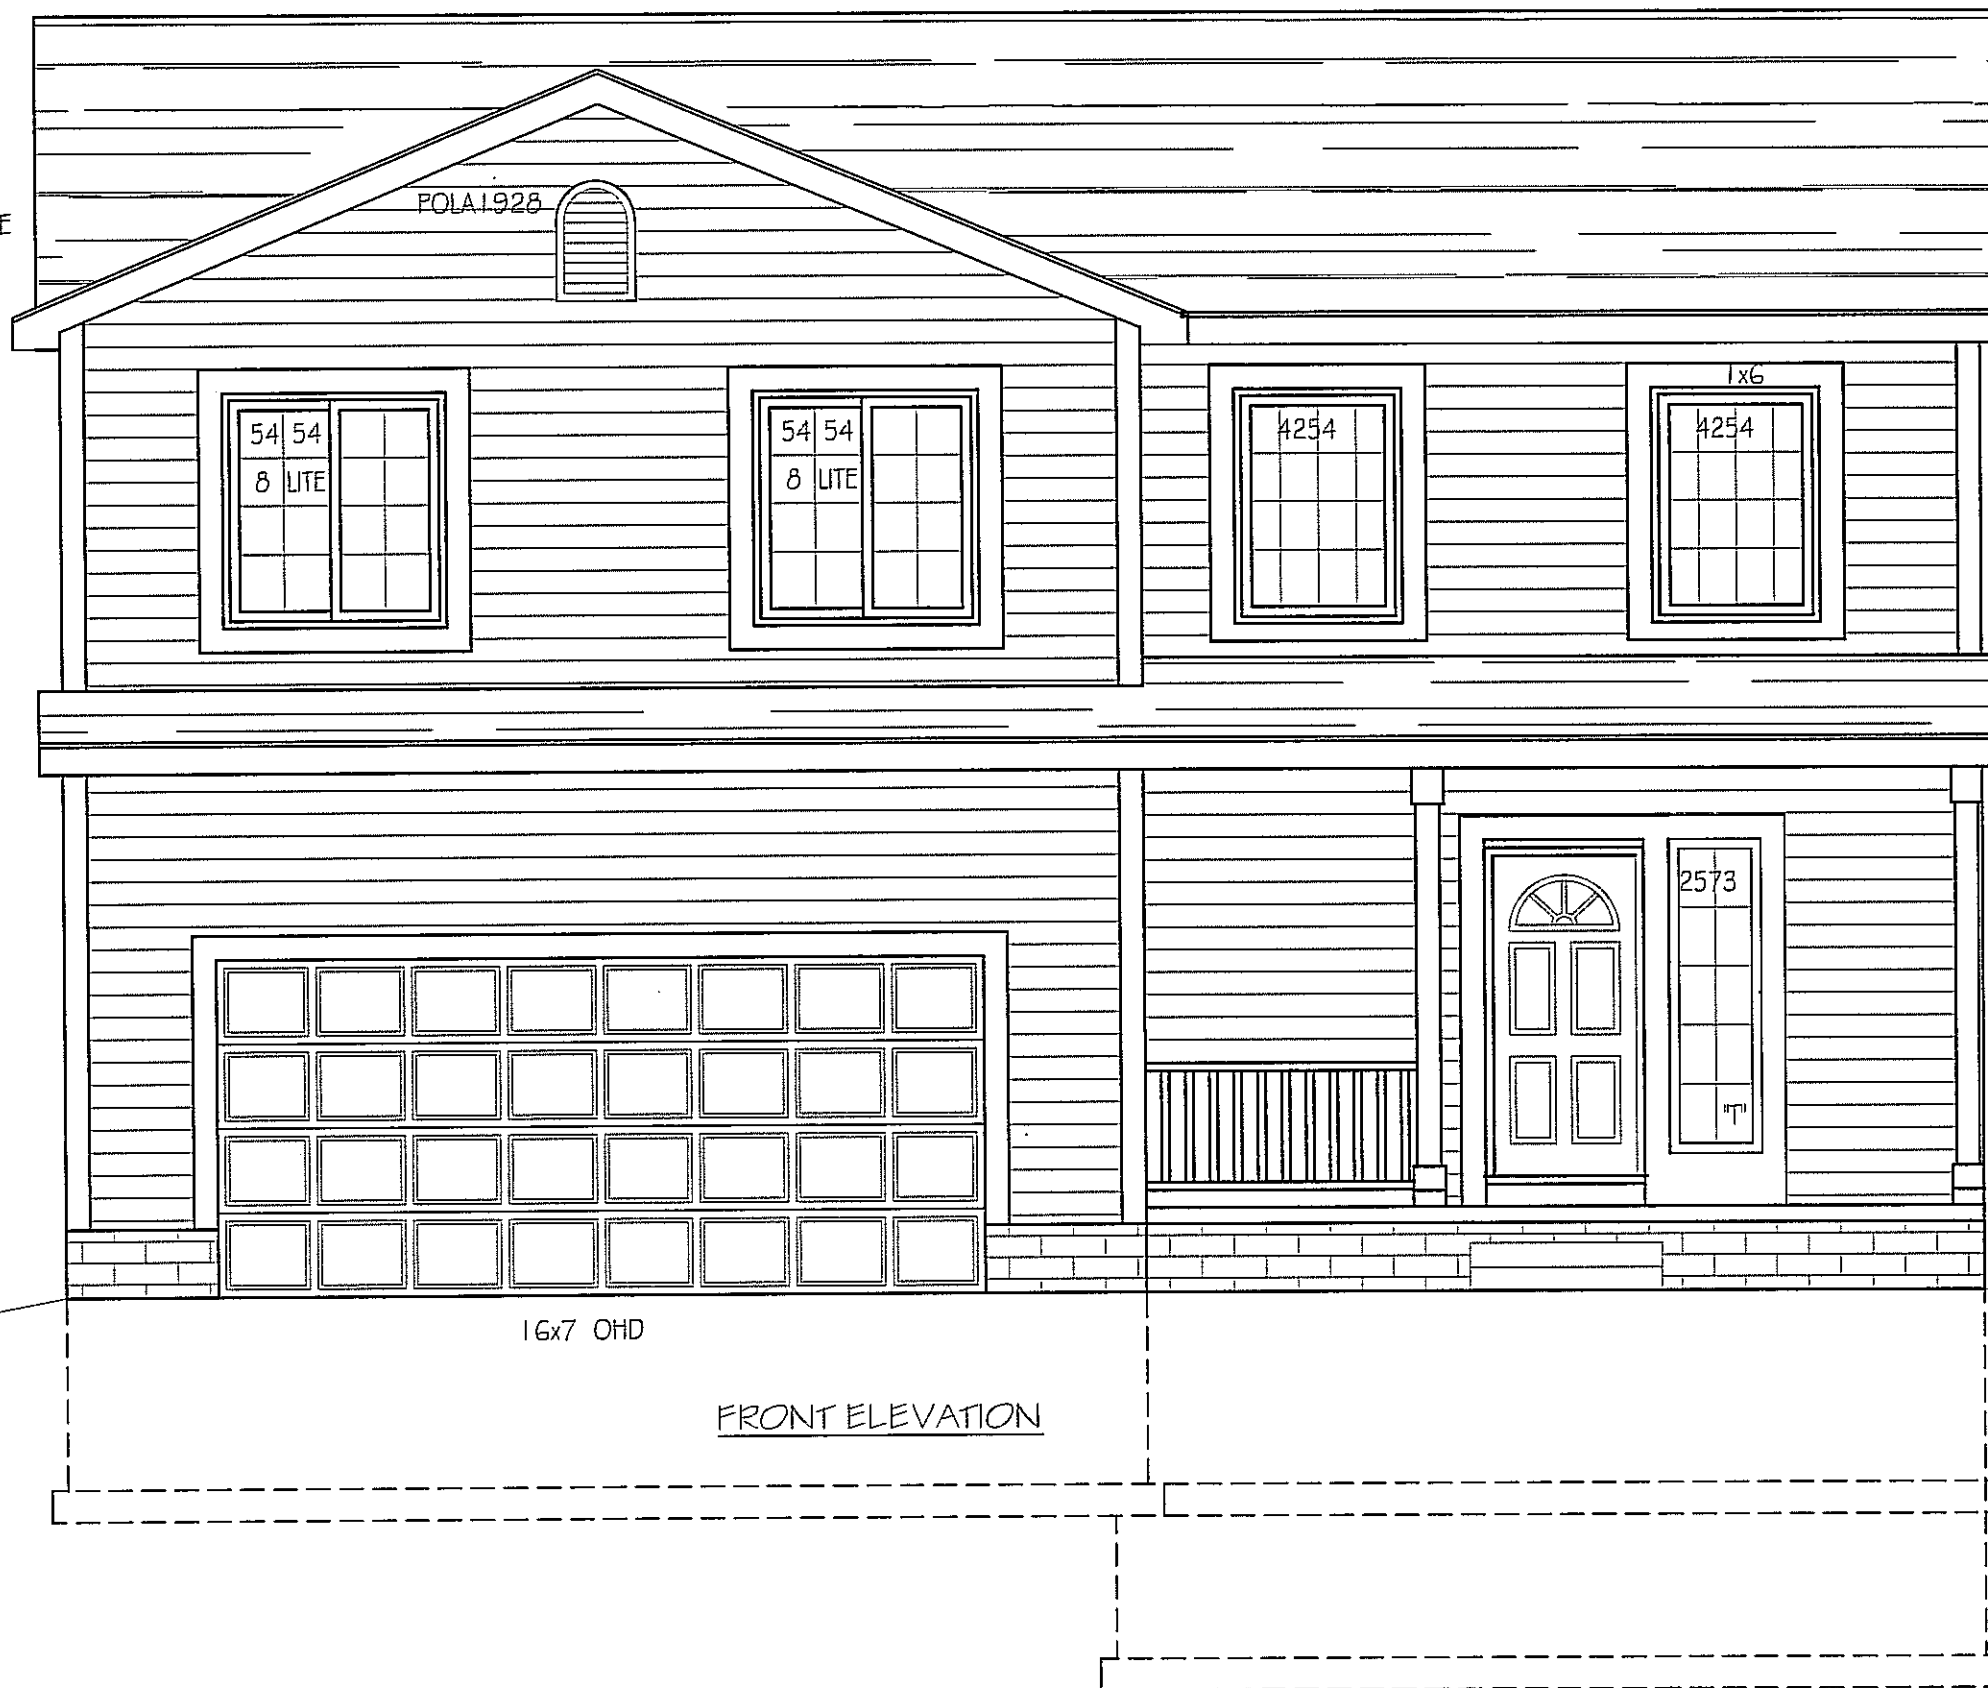 POLA1928
E
1x6
54 54
8 LITE
54 54
8 LITE
4254
4254
2573
"T"
16x7 OHD
FRONT ELEVATION